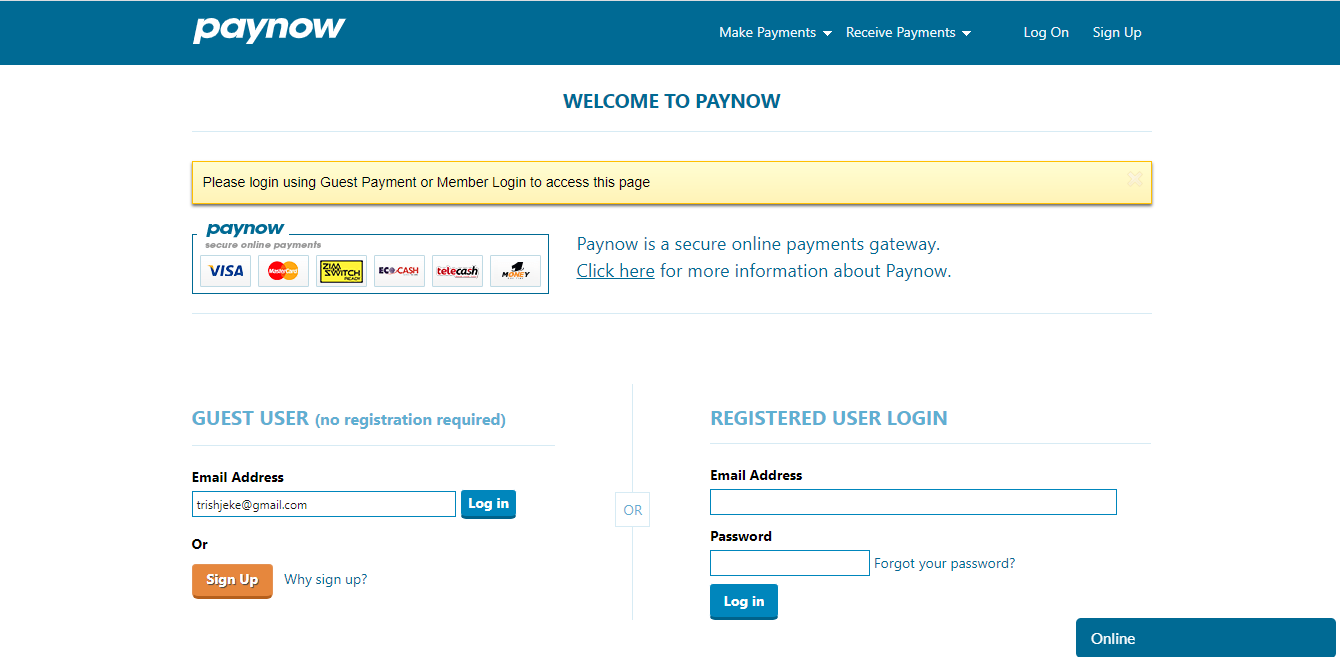 paynow
Make Payments Receive Payments Log On Sign Up
WELCOME TO PAYNOW
Please login using Guest Payment or Member Login to access this page
paynow
secure online payments
VISA MasterCard ZIMSWITCH READY ECOCASH telecash MONEY
Paynow is a secure online payments gateway.
Click here for more information about Paynow.
GUEST USER (no registration required)
Email Address
trishjeke@gmail.com Log in
Or
Sign Up Why sign up?
OR
REGISTERED USER LOGIN
Email Address
Password
Forgot your password?
Log in
Online